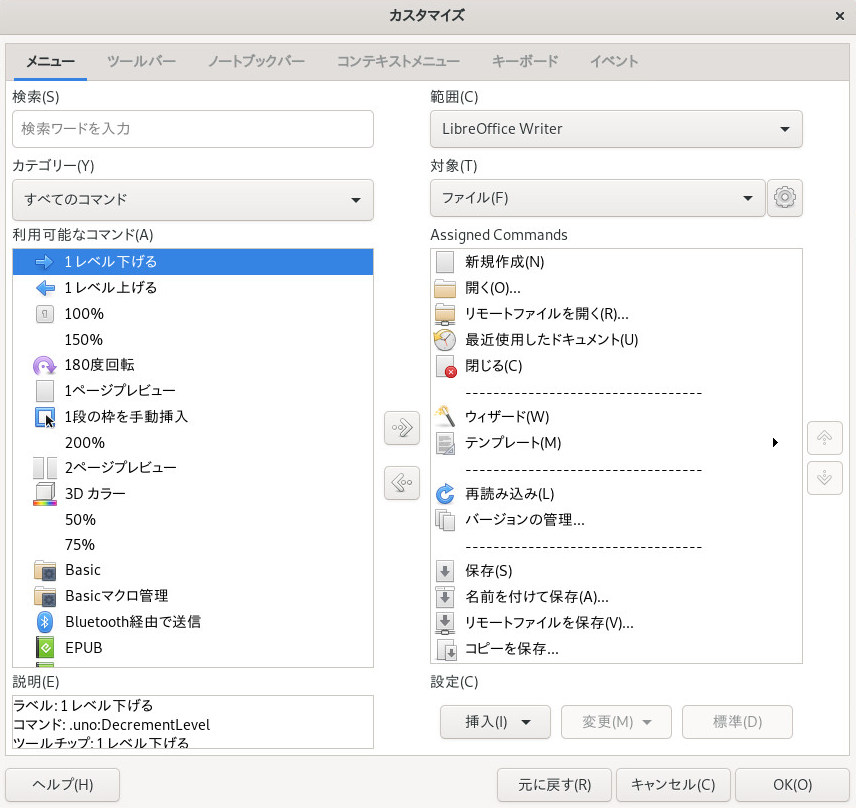 カスタマイズ
メニュー ツールバー ノートブックバー コンテキストメニュー キーボード イベント
検索(S)
検索ワードを入力
カテゴリー(Y)
すべてのコマンド
利用可能なコマンド(A)
1レベル下げる
1レベル上げる
100%
150%
180度回転
1ページプレビュー
1段の枠を手動挿入
200%
2ページプレビュー
3D カラー
50%
75%
Basic
Basicマクロ管理
Bluetooth経由で送信
EPUB
説明(E)
ラベル: 1レベル下げる
コマンド: .uno:DecrementLevel
ツールチップ: 1レベル下げる
範囲(C)
LibreOffice Writer
対象(T)
ファイル(F)
Assigned Commands
新規作成(N)
開く(O)...
リモートファイルを開く(R)...
最近使用したドキュメント(U)
閉じる(C)
--------------------------------
ウィザード(W)
テンプレート(M)
--------------------------------
再読み込み(L)
バージョンの管理...
--------------------------------
保存(S)
名前を付けて保存(A)...
リモートファイルを保存(V)...
コピーを保存...
設定(C)
挿入(I) 変更(M) 標準(D)
ヘルプ(H) 元に戻す(R) キャンセル(C) OK(O)